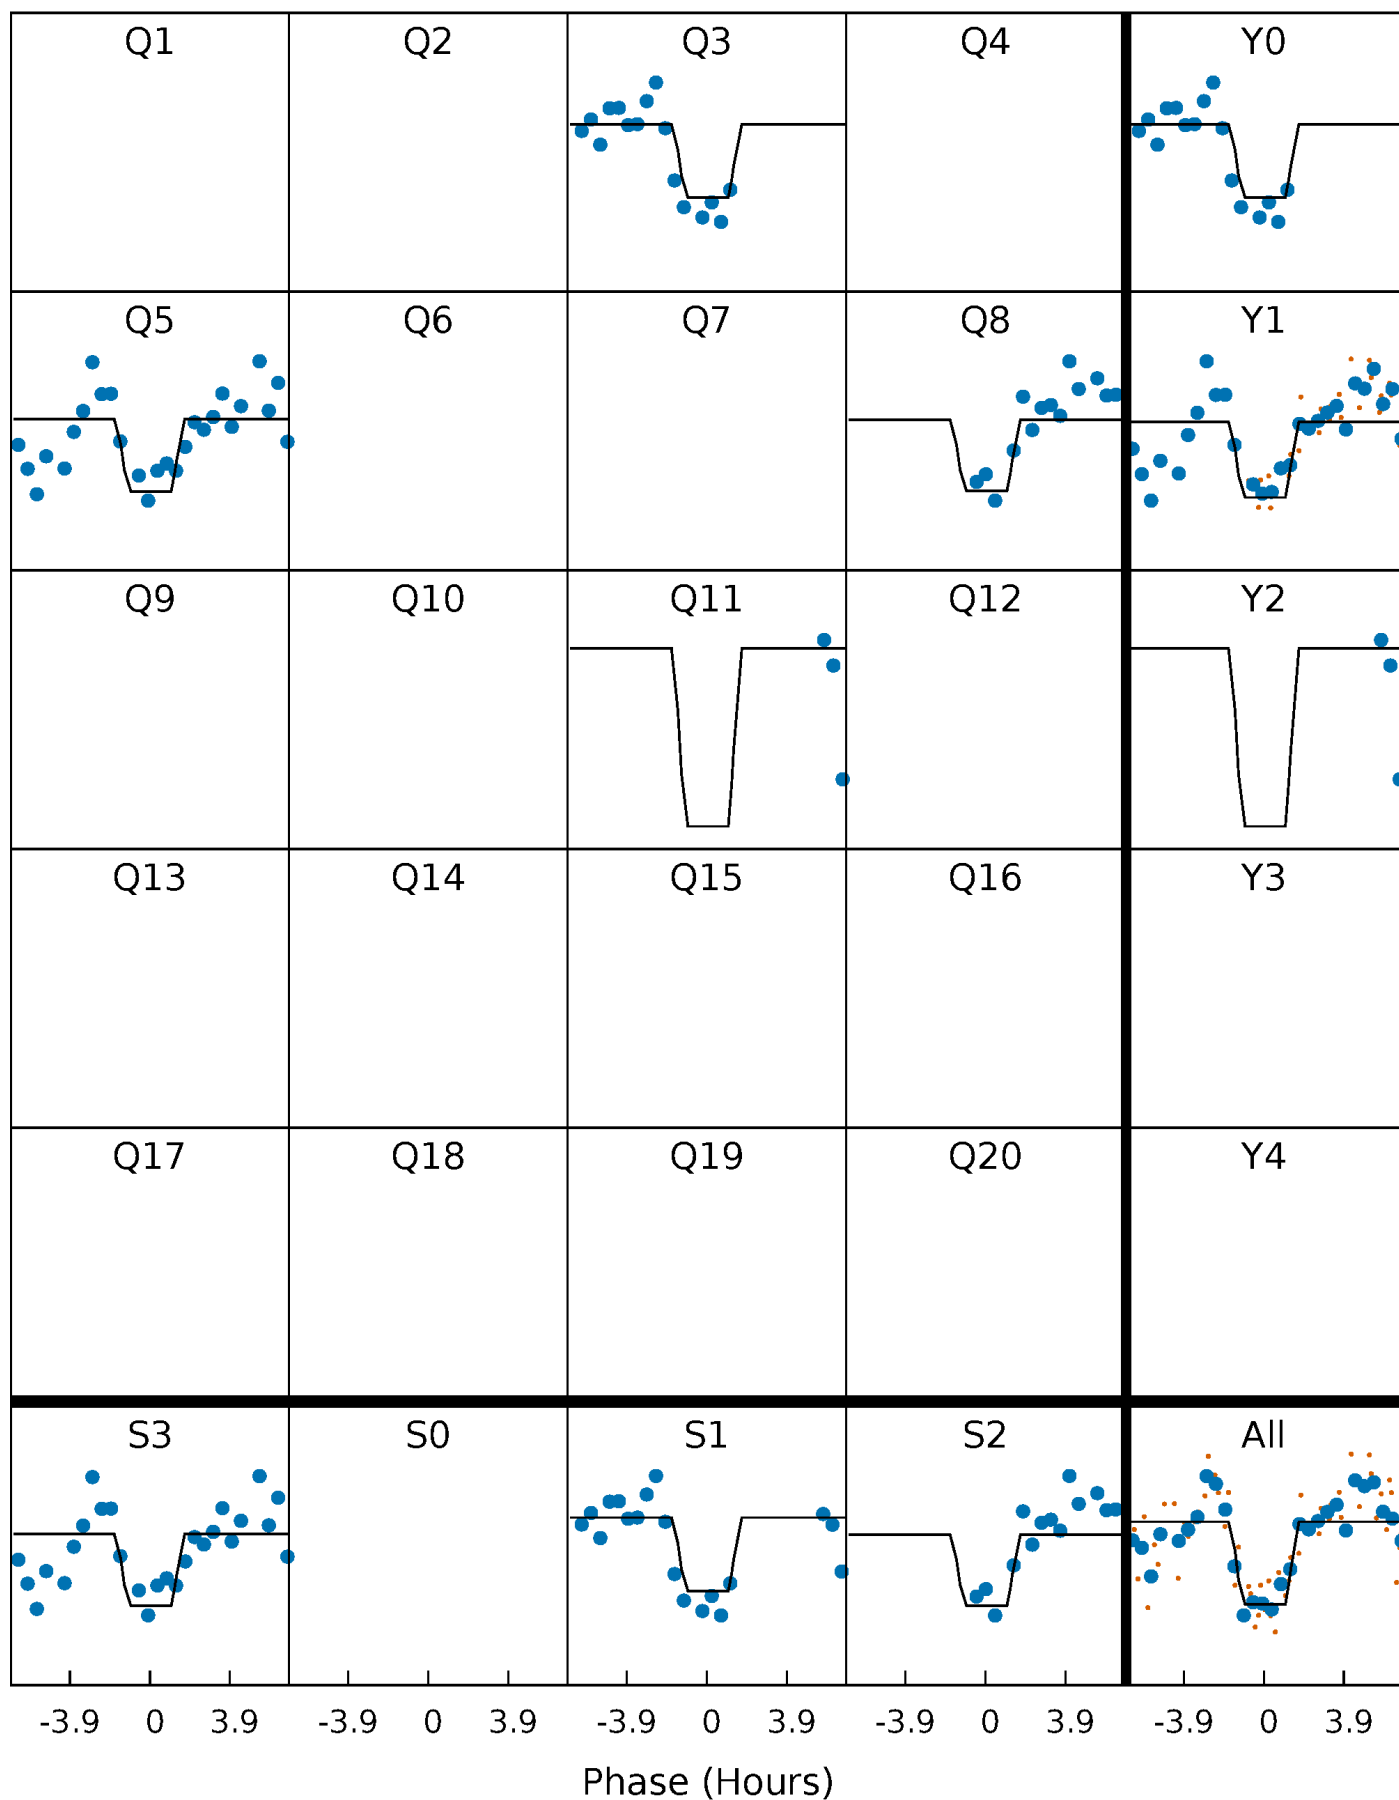 Q1 Q2 Q3 Q4 Y0
Q5 Q6 Q7 Q8 Y1
Q9 Q10 Q11 Q12 Y2
Q13 Q14 Q15 Q16 Y3
Q17 Q18 Q19 Q20 Y4
S3 S0 S1 S2 All
-3.9 0 3.9 -3.9 0 3.9 -3.9 0 3.9 -3.9 0 3.9 -3.9 0 3.9
Phase (Hours)